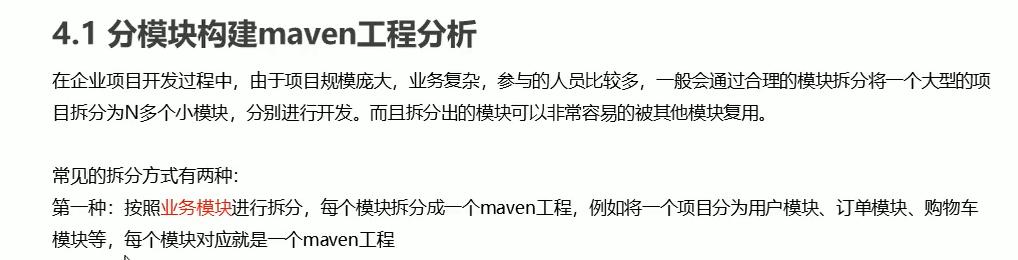 4.1 分模块构建maven工程分析
在企业项目开发过程中，由于项目规模庞大，业务复杂，参与的人员比较多，一般会通过合理的模块拆分将一个大型的项
目拆分为N多个小模块，分别进行开发。而且拆分出的模块可以非常容易的被其他模块复用。
常见的拆分方式有两种：
第一种：按照业务模块进行拆分，每个模块拆分成一个maven工程，例如将一个项目分为用户模块、订单模块、购物车
模块等，每个模块对应就是一个maven工程